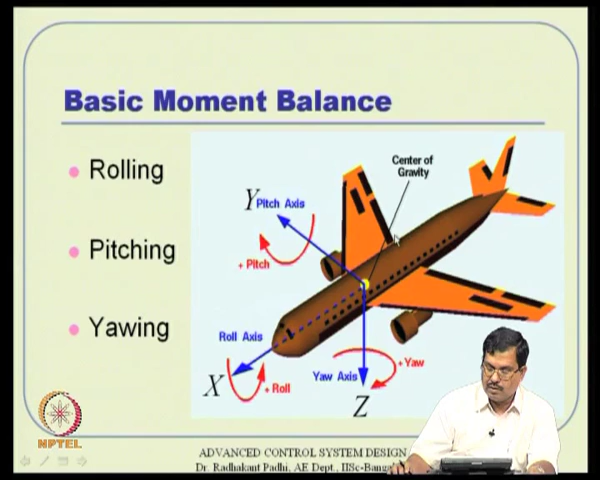 Basic Moment Balance
Rolling
Pitching
Yawing
Center of
Gravity
Y Pitch Axis
+ Pitch
Roll Axis
X
+ Roll
Yaw Axis
+ Yaw
Z
NPTEL
ADVANCED CONTROL SYSTEM DESIGN
Dr. Radhakant Padhi, AE Dept., IISc-Banga